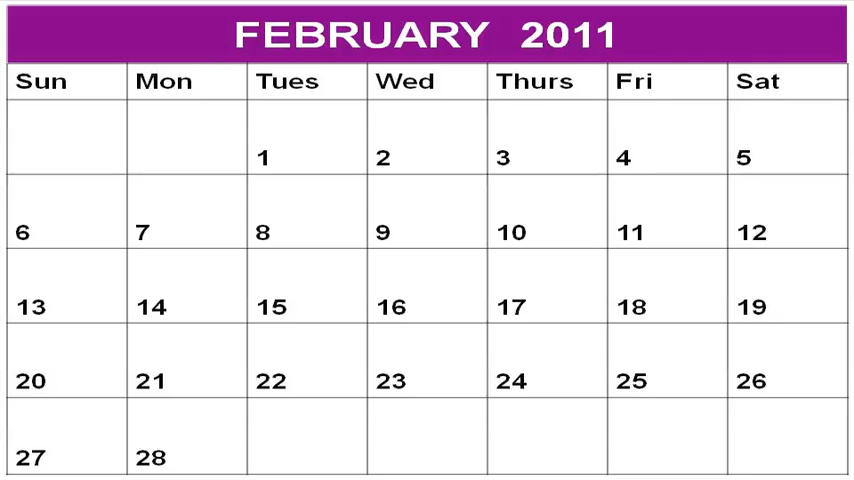 FEBRUARY 2011
Sun Mon Tues Wed Thurs Fri Sat
1 2 3 4 5
6 7 8 9 10 11 12
13 14 15 16 17 18 19
20 21 22 23 24 25 26
27 28